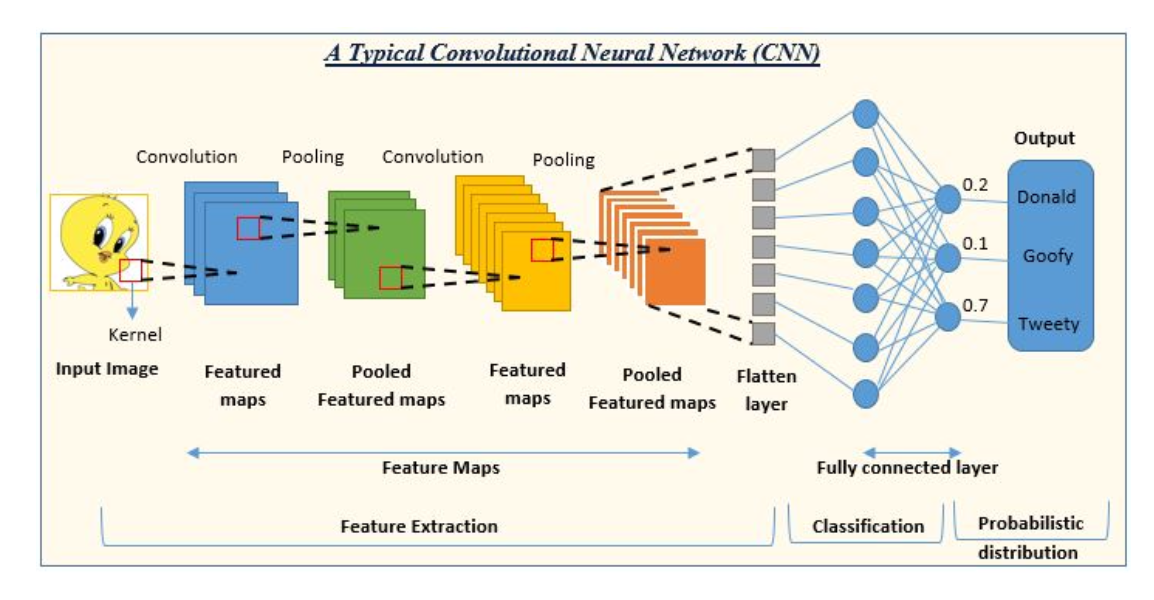 A Typical Convolutional Neural Network (CNN)
Convolution
Pooling
Convolution
Pooling
Kernel
Input Image
Featured
maps
Pooled
Featured maps
Featured
maps
Pooled
Featured maps
Flatten
layer
0.2
0.1
0.7
Output
Donald
Goofy
Tweety
Feature Maps
Fully connected layer
Feature Extraction
Classification
Probabilistic
distribution